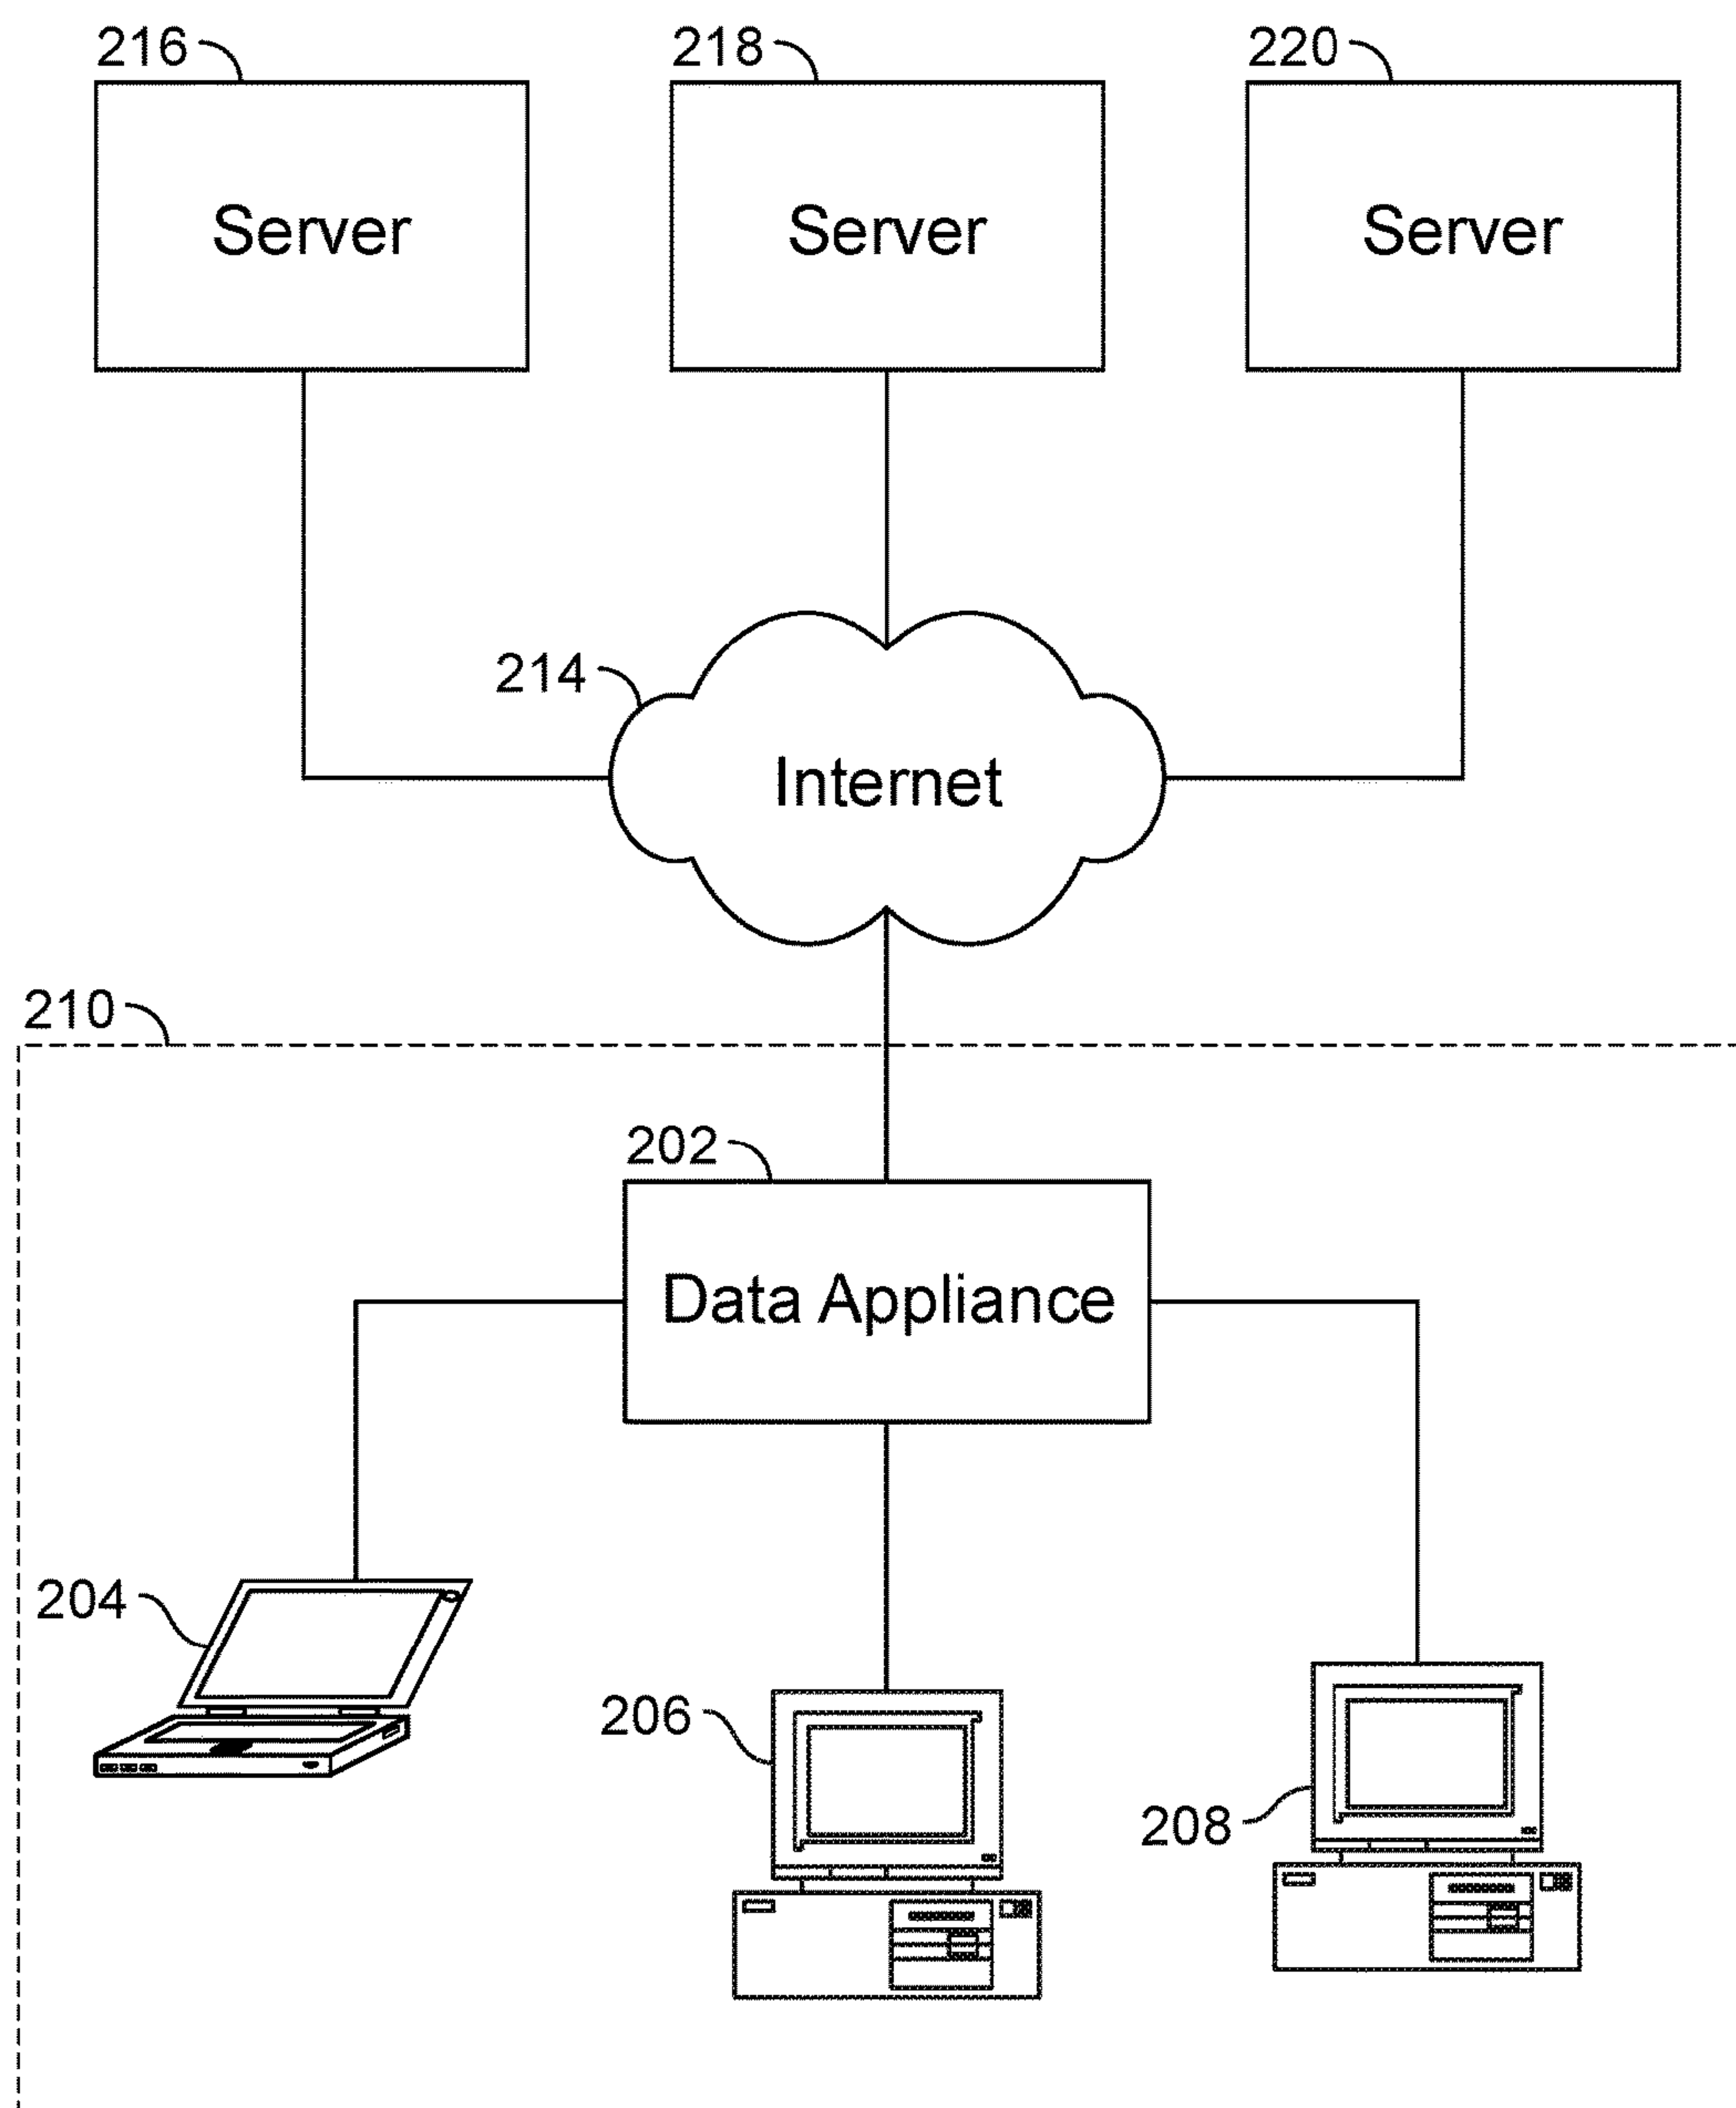 216
218
220
Server
Server
Server
214
Internet
210
202
Data Appliance
204
206
208